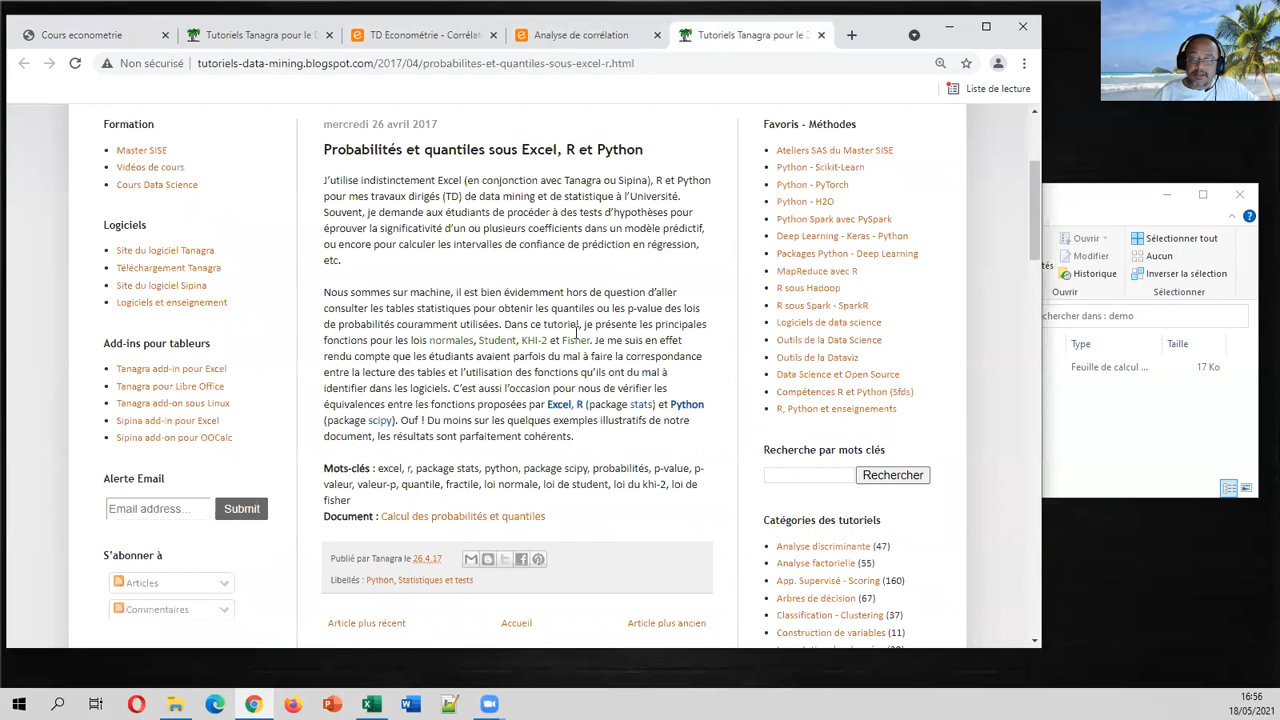 Cours econometrie
Tutoriels Tanagra pour le D
TD Econométrie - Corrélat
Analyse de corrélation
Tutoriels Tanagra pour le D
Non sécurisé
tutoriels-data-mining.blogspot.com/2017/04/probabilites-et-quantiles-sous-excel-r.html
Liste de lecture
Formation
Master SISE
Vidéos de cours
Cours Data Science
Logiciels
Site du logiciel Tanagra
Téléchargement Tanagra
Site du logiciel Sipina
Logiciels et enseignement
Add-ins pour tableurs
Tanagra add-in pour Excel
Tanagra pour Libre Office
Tanagra add-on sous Linux
Sipina add-in pour Excel
Sipina add-on pour OOCalc
Alerte Email
Email address...
Submit
S'abonner à
Articles
Commentaires
mercredi 26 avril 2017
Probabilités et quantiles sous Excel, R et Python
J'utilise indistinctement Excel (en conjonction avec Tanagra ou Sipina), R et Python
pour mes travaux dirigés (TD) de data mining et de statistique à l'Université.
Souvent, je demande aux étudiants de procéder à des tests d'hypothèses pour
éprouver la significativité d'un ou plusieurs coefficients dans un modèle prédictif,
ou encore pour calculer les intervalles de confiance de prédiction en régression,
etc.
Nous sommes sur machine, il est bien évidemment hors de question d'aller
consulter les tables statistiques pour obtenir les quantiles ou les p-value des lois
de probabilités couramment utilisées. Dans ce tutoriel, je présente les principales
fonctions pour les lois normales, Student, KHI-2 et Fisher. Je me suis en effet
rendu compte que les étudiants avaient parfois du mal à faire la correspondance
entre la lecture des tables et l'utilisation des fonctions qu'ils ont du mal à
identifier dans les logiciels. C'est aussi l'occasion pour nous de vérifier les
équivalences entre les fonctions proposées par Excel, R (package stats) et Python
(package scipy). Ouf ! Du moins sur les quelques exemples illustratifs de notre
document, les résultats sont parfaitement cohérents.
Mots-clés : excel, r, package stats, python, package scipy, probabilités, p-value, p-
valeur, valeur-p, quantile, fractile, loi normale, loi de student, loi du khi-2, loi de
fisher
Document : Calcul des probabilités et quantiles
Publié par Tanagra le 26.4.17
Libellés : Python, Statistiques et tests
Article plus récent
Accueil
Article plus ancien
Favoris - Méthodes
Ateliers SAS du Master SISE
Python - Scikit-Learn
Python - PyTorch
Python - H2O
Python Spark avec PySpark
Deep Learning - Keras - Python
Packages Python - Deep Learning
MapReduce avec R
R sous Hadoop
R sous Spark - SparkR
Logiciels de data science
Outils de la Data Science
Outils de la Dataviz
Data Science et Open Source
Compétences R et Python (Sfds)
R, Python et enseignements
Recherche par mots clés
Rechercher
Catégories des tutoriels
Analyse discriminante (47)
Analyse factorielle (55)
App. Supervisé - Scoring (160)
Arbres de décision (67)
Classification - Clustering (37)
Construction de variables (11)
Ouvrir
Modifier
Historique
Ouvrir
Sélectionner tout
Aucun
Inverser la sélection
Sélectionner
chercher dans : demo
Type
Taille
Feuille de calcul ...
17 Ko
16:56
18/05/2021